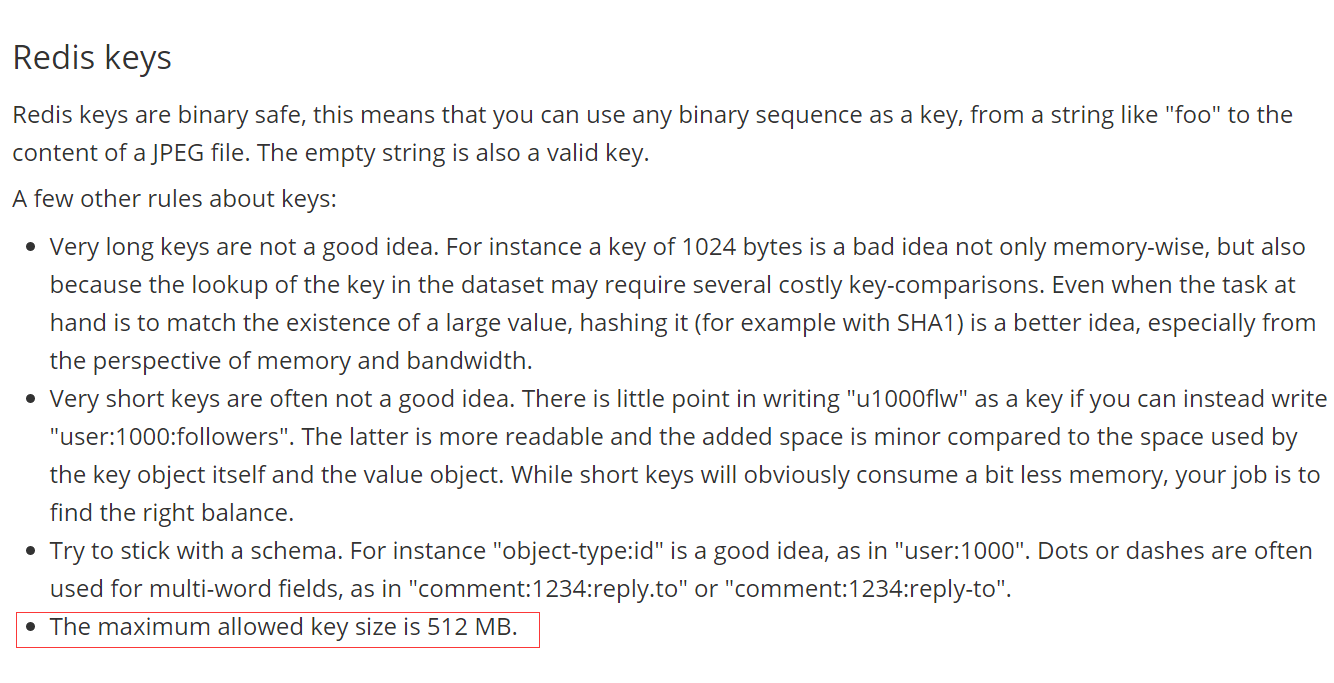 Redis keys
Redis keys are binary safe, this means that you can use any binary sequence as a key, from a string like "foo" to the
content of a JPEG file. The empty string is also a valid key.
A few other rules about keys:
• Very long keys are not a good idea. For instance a key of 1024 bytes is a bad idea not only memory-wise, but also
because the lookup of the key in the dataset may require several costly key-comparisons. Even when the task at
hand is to match the existence of a large value, hashing it (for example with SHA1) is a better idea, especially from
the perspective of memory and bandwidth.
• Very short keys are often not a good idea. There is little point in writing "u1000flw" as a key if you can instead write
"user:1000:followers". The latter is more readable and the added space is minor compared to the space used by
the key object itself and the value object. While short keys will obviously consume a bit less memory, your job is to
find the right balance.
• Try to stick with a schema. For instance "object-type:id" is a good idea, as in "user:1000". Dots or dashes are often
used for multi-word fields, as in "comment:1234:reply.to" or "comment:1234:reply-to".
• The maximum allowed key size is 512 MB.